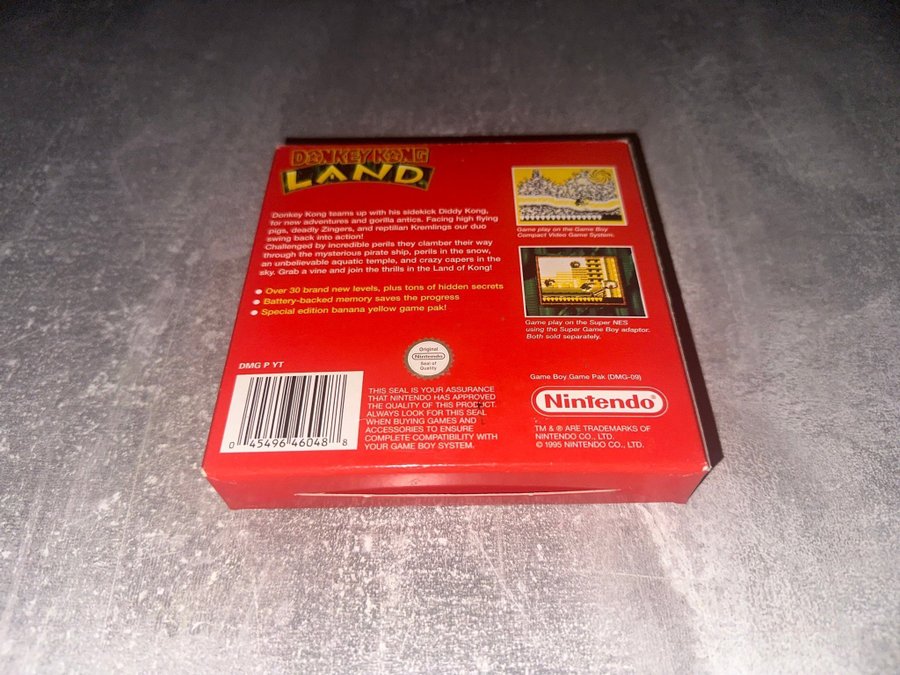 DONKEY KONG
LAND
Donkey Kong teams up with his sidekick Diddy Kong,
for new adventures and gorilla antics. Facing high flying
pigs, deadly Zingers, and reptilian Kremlings our duo
swing back into action!
Challenged by incredible perils they clamber their way
through the mysterious pirate ship, perils in the snow,
an unbelievable aquatic temple, and crazy capers in the
sky. Grab a vine and join the thrills in the Land of Kong!
Over 30 brand new levels, plus tons of hidden secrets
Battery-backed memory saves the progress
Special edition banana yellow game pak!
Game play on the Game Boy
Compact Video Game System.
Game play on the Super NES
using the Super Game Boy adaptor.
Both sold separately.
DMG P YT
0 45496 46048 8
Original
Nintendo
Seal of
Quality
THIS SEAL IS YOUR ASSURANCE
THAT NINTENDO HAS APPROVED
THE QUALITY OF THIS PRODUCT.
ALWAYS LOOK FOR THIS SEAL
WHEN BUYING GAMES AND
ACCESSORIES TO ENSURE
COMPLETE COMPATIBILITY WITH
YOUR GAME BOY SYSTEM.
Game Boy Game Pak (DMG-09)
Nintendo®
TM & ® ARE TRADEMARKS OF
NINTENDO CO., LTD.
© 1995 NINTENDO CO., LTD.